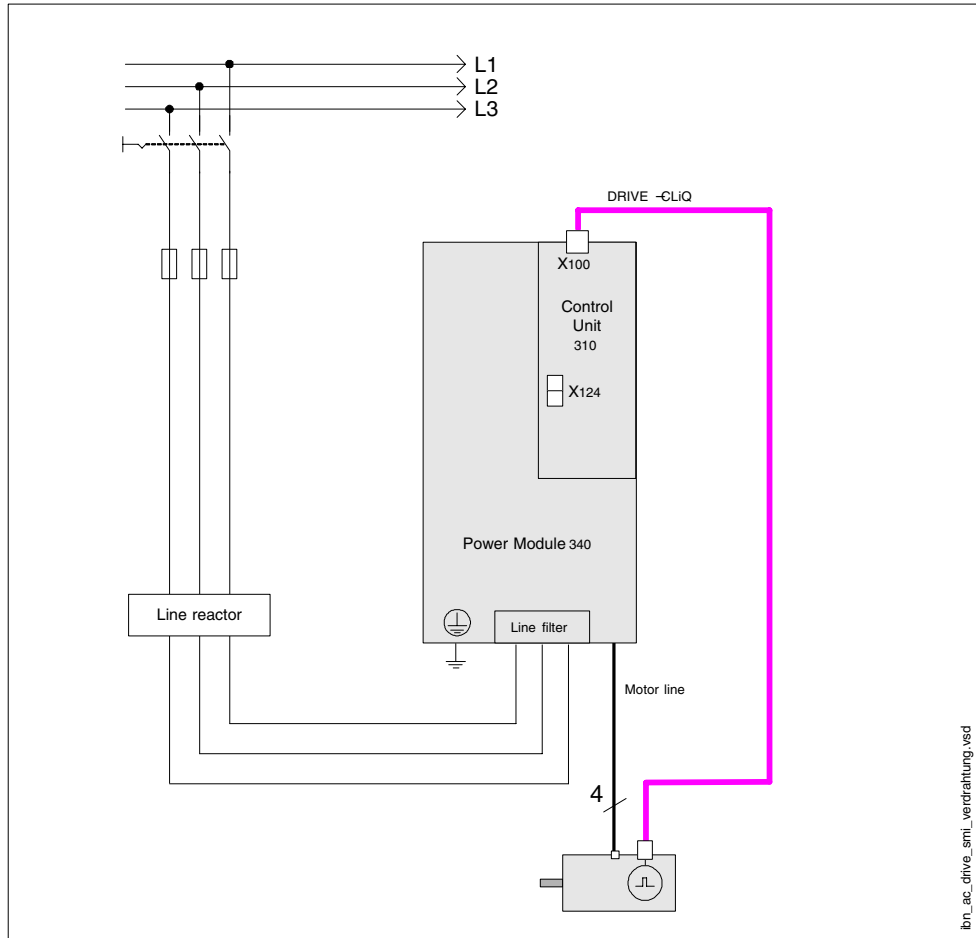 L1
L2
L3
DRIVE-CLiQ
X100
Control
Unit
310
X124
Power Module 340
Line reactor
Line filter
Motor line
4
ibn_ac_drive_smi_verdrahtung.vsd